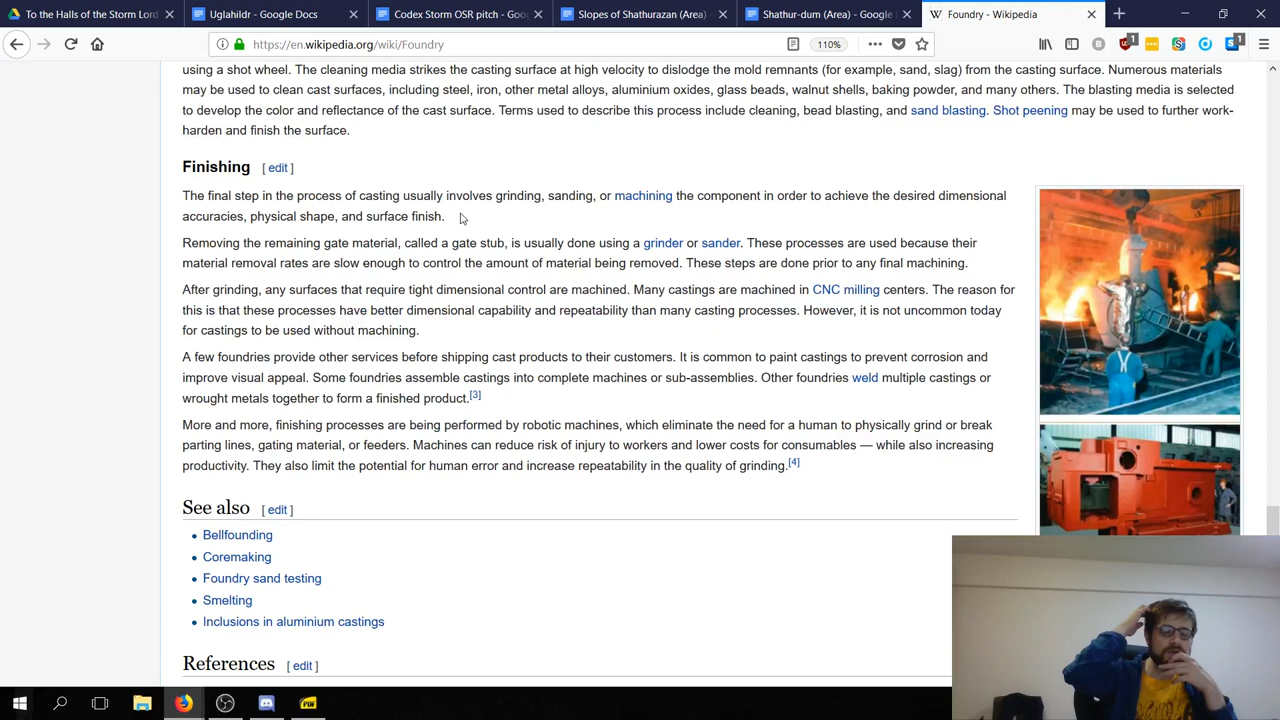 To the Halls of the Storm Lord
Uglahildr - Google Docs
Codex Storm OSR pitch - Goo
Slopes of Shathurazan (Area) -
Shathur-dum (Area) - Google
Foundry - Wikipedia
https://en.wikipedia.org/wiki/Foundry
110%
1
1
using a shot wheel. The cleaning media strikes the casting surface at high velocity to dislodge the mold remnants (for example, sand, slag) from the casting surface. Numerous materials
may be used to clean cast surfaces, including steel, iron, other metal alloys, aluminium oxides, glass beads, walnut shells, baking powder, and many others. The blasting media is selected
to develop the color and reflectance of the cast surface. Terms used to describe this process include cleaning, bead blasting, and sand blasting. Shot peening may be used to further work-
harden and finish the surface.
Finishing [ edit ]
The final step in the process of casting usually involves grinding, sanding, or machining the component in order to achieve the desired dimensional
accuracies, physical shape, and surface finish.
Removing the remaining gate material, called a gate stub, is usually done using a grinder or sander. These processes are used because their
material removal rates are slow enough to control the amount of material being removed. These steps are done prior to any final machining.
After grinding, any surfaces that require tight dimensional control are machined. Many castings are machined in CNC milling centers. The reason for
this is that these processes have better dimensional capability and repeatability than many casting processes. However, it is not uncommon today
for castings to be used without machining.
A few foundries provide other services before shipping cast products to their customers. It is common to paint castings to prevent corrosion and
improve visual appeal. Some foundries assemble castings into complete machines or sub-assemblies. Other foundries weld multiple castings or
wrought metals together to form a finished product.[3]
More and more, finishing processes are being performed by robotic machines, which eliminate the need for a human to physically grind or break
parting lines, gating material, or feeders. Machines can reduce risk of injury to workers and lower costs for consumables — while also increasing
productivity. They also limit the potential for human error and increase repeatability in the quality of grinding.[4]
See also [ edit ]
Bellfounding
Coremaking
Foundry sand testing
Smelting
Inclusions in aluminium castings
References [ edit ]
PDF